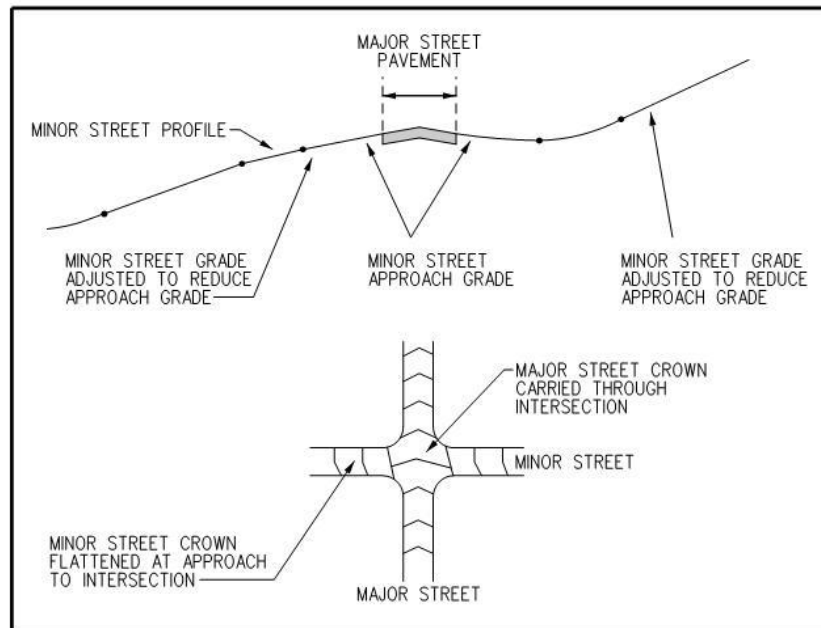 MAJOR STREET
PAVEMENT
MINOR STREET PROFILE
MINOR STREET GRADE
ADJUSTED TO REDUCE
APPROACH GRADE
MINOR STREET
APPROACH GRADE
MINOR STREET GRADE
ADJUSTED TO REDUCE
APPROACH GRADE
MAJOR STREET CROWN
CARRIED THROUGH
INTERSECTION
MINOR STREET
MINOR STREET CROWN
FLATTENED AT APPROACH
TO INTERSECTION
MAJOR STREET